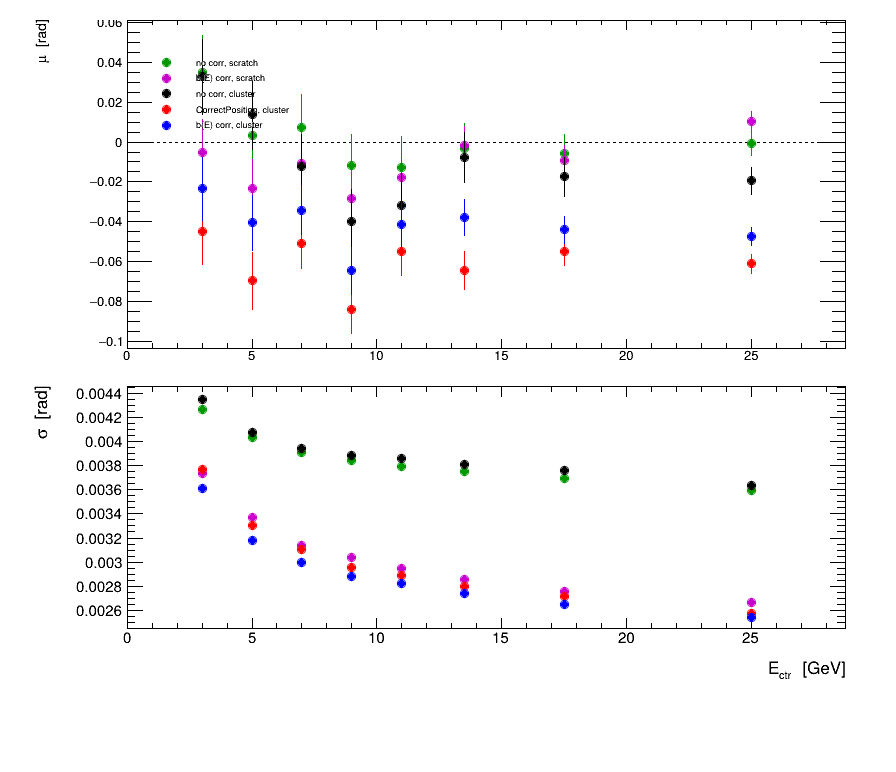 0.06
μ [rad]
0.04
no corr, scratch
b(E) corr, scratch
0.02
no corr, cluster
CorrectPosition, cluster
b(E) corr, cluster
0
−0.02
−0.04
−0.06
−0.08
−0.1
0 5 10 15 20 25
0.0044
σ [rad]
0.0042
0.004
0.0038
0.0036
0.0034
0.0032
0.003
0.0028
0.0026
0 5 10 15 20 25
E_ctr [GeV]